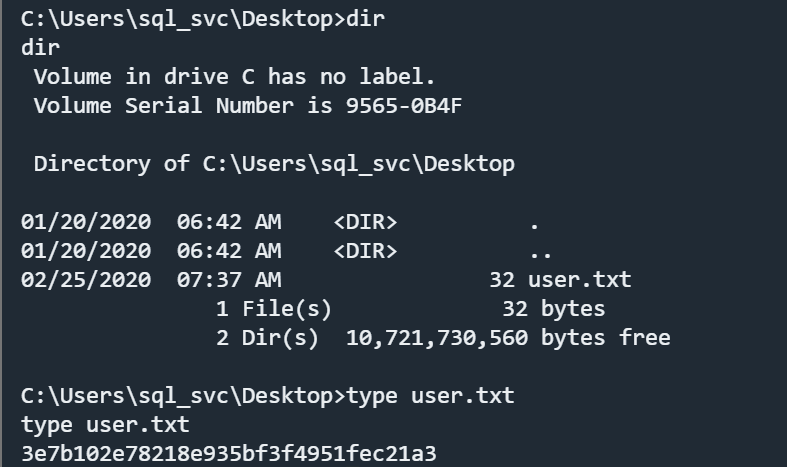 C:\Users\sql_svc\Desktop>dir
dir
 Volume in drive C has no label.
 Volume Serial Number is 9565-0B4F

 Directory of C:\Users\sql_svc\Desktop

01/20/2020  06:42 AM    <DIR>          .
01/20/2020  06:42 AM    <DIR>          ..
02/25/2020  07:37 AM                32 user.txt
               1 File(s)             32 bytes
               2 Dir(s)  10,721,730,560 bytes free

C:\Users\sql_svc\Desktop>type user.txt
type user.txt
3e7b102e78218e935bf3f4951fec21a3